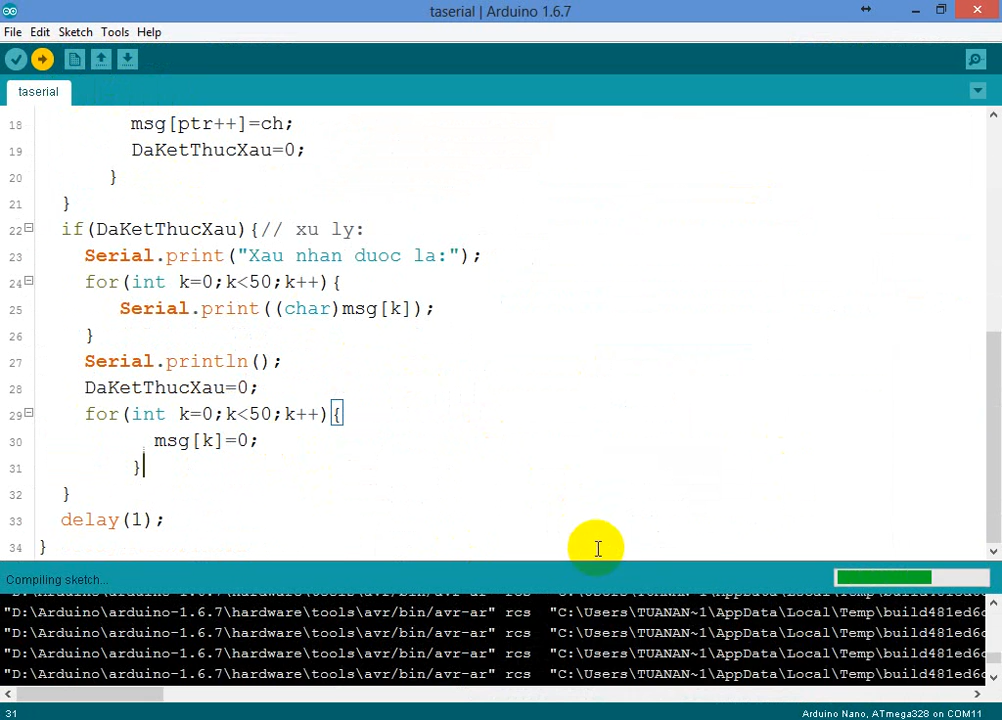 taserial | Arduino 1.6.7
File Edit Sketch Tools Help
taserial
18 msg[ptr++]=ch;
19 DaKetThucXau=0;
20 }
21 }
22 if(DaKetThucXau){// xu ly:
23 Serial.print("Xau nhan duoc la:");
24 for(int k=0;k<50;k++){
25 Serial.print((char)msg[k]);
26 }
27 Serial.println();
28 DaKetThucXau=0;
29 for(int k=0;k<50;k++){
30 msg[k]=0;
31 }
32 }
33 delay(1);
34 }
Compiling sketch...
"D:\Arduino\arduino-1.6.7\hardware\tools\avr/bin/avr-ar" rcs "C:\Users\TUANAN~1\AppData\Local\Temp\build481ed6c
"D:\Arduino\arduino-1.6.7\hardware\tools\avr/bin/avr-ar" rcs "C:\Users\TUANAN~1\AppData\Local\Temp\build481ed6c
"D:\Arduino\arduino-1.6.7\hardware\tools\avr/bin/avr-ar" rcs "C:\Users\TUANAN~1\AppData\Local\Temp\build481ed6c
"D:\Arduino\arduino-1.6.7\hardware\tools\avr/bin/avr-ar" rcs "C:\Users\TUANAN~1\AppData\Local\Temp\build481ed6c
31 Arduino Nano, ATmega328 on COM11